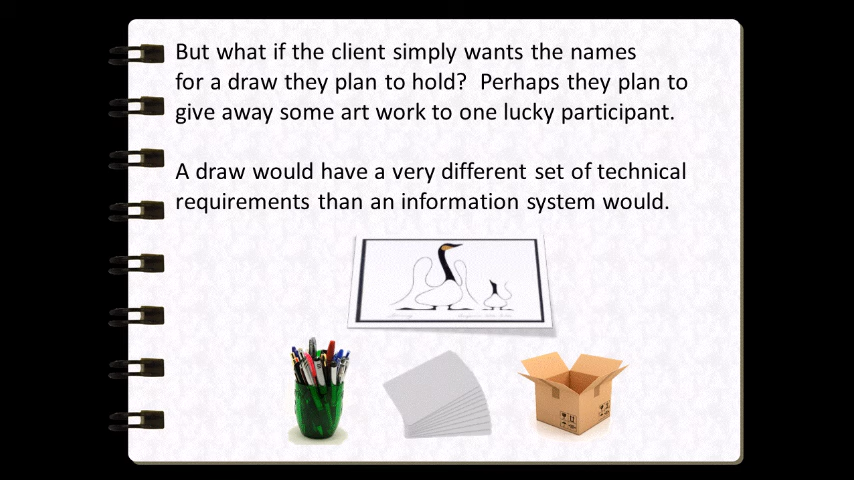 But what if the client simply wants the names
for a draw they plan to hold? Perhaps they plan to
give away some art work to one lucky participant.
A draw would have a very different set of technical
requirements than an information system would.